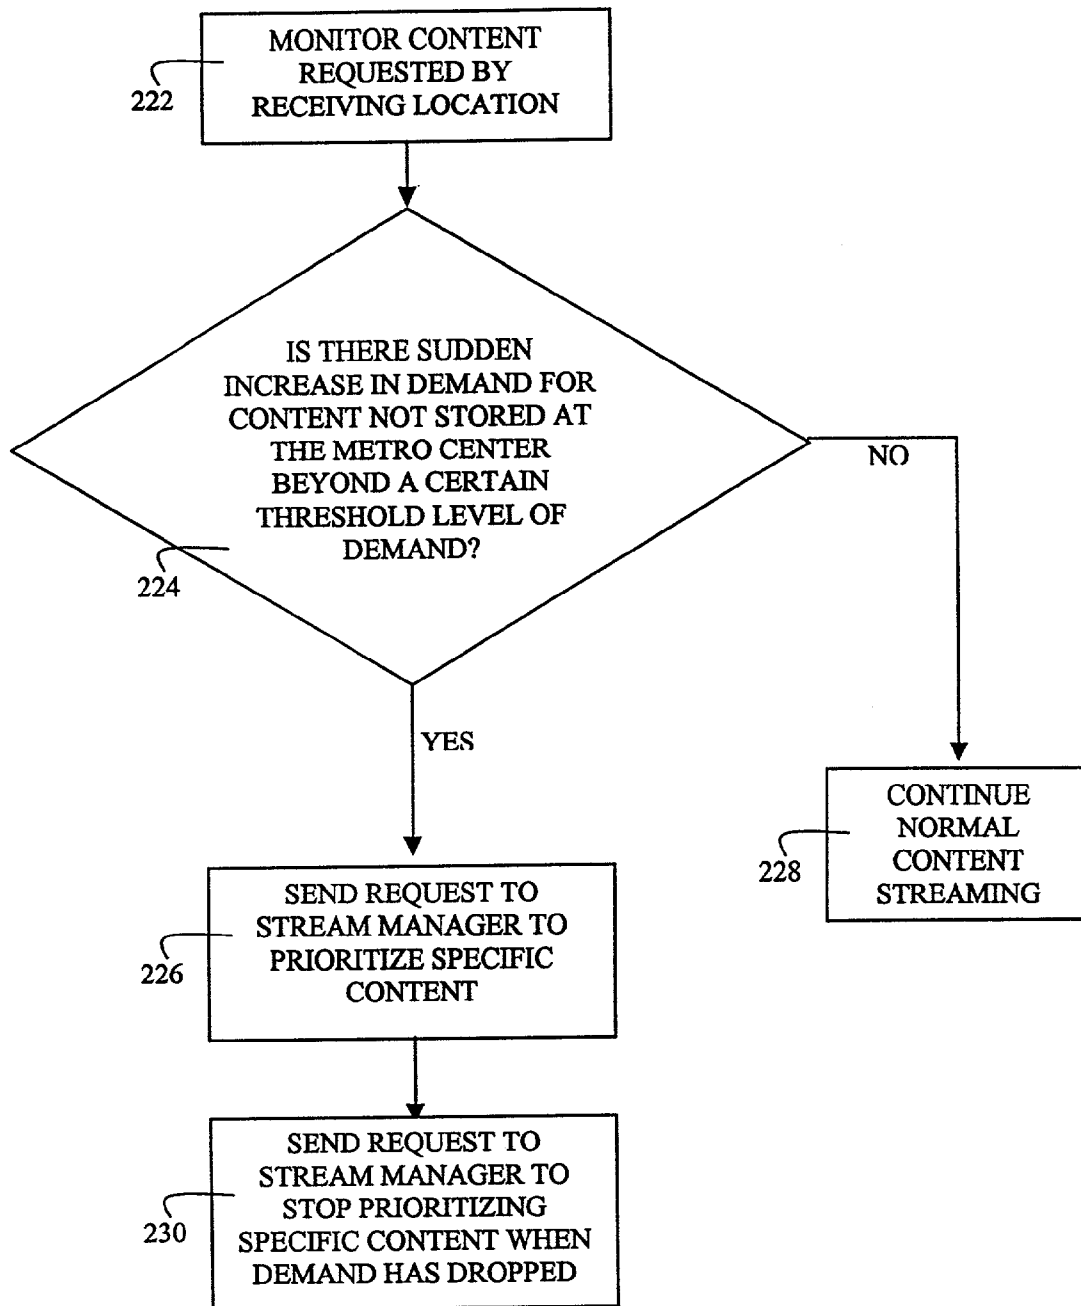 MONITOR CONTENT
REQUESTED BY
RECEIVING LOCATION
222
IS THERE SUDDEN
INCREASE IN DEMAND FOR
CONTENT NOT STORED AT
THE METRO CENTER
BEYOND A CERTAIN
THRESHOLD LEVEL OF
DEMAND?
224
NO
YES
CONTINUE
NORMAL
CONTENT
STREAMING
228
SEND REQUEST TO
STREAM MANAGER TO
PRIORITIZE SPECIFIC
CONTENT
226
SEND REQUEST TO
STREAM MANAGER TO
STOP PRIORITIZING
SPECIFIC CONTENT WHEN
DEMAND HAS DROPPED
230